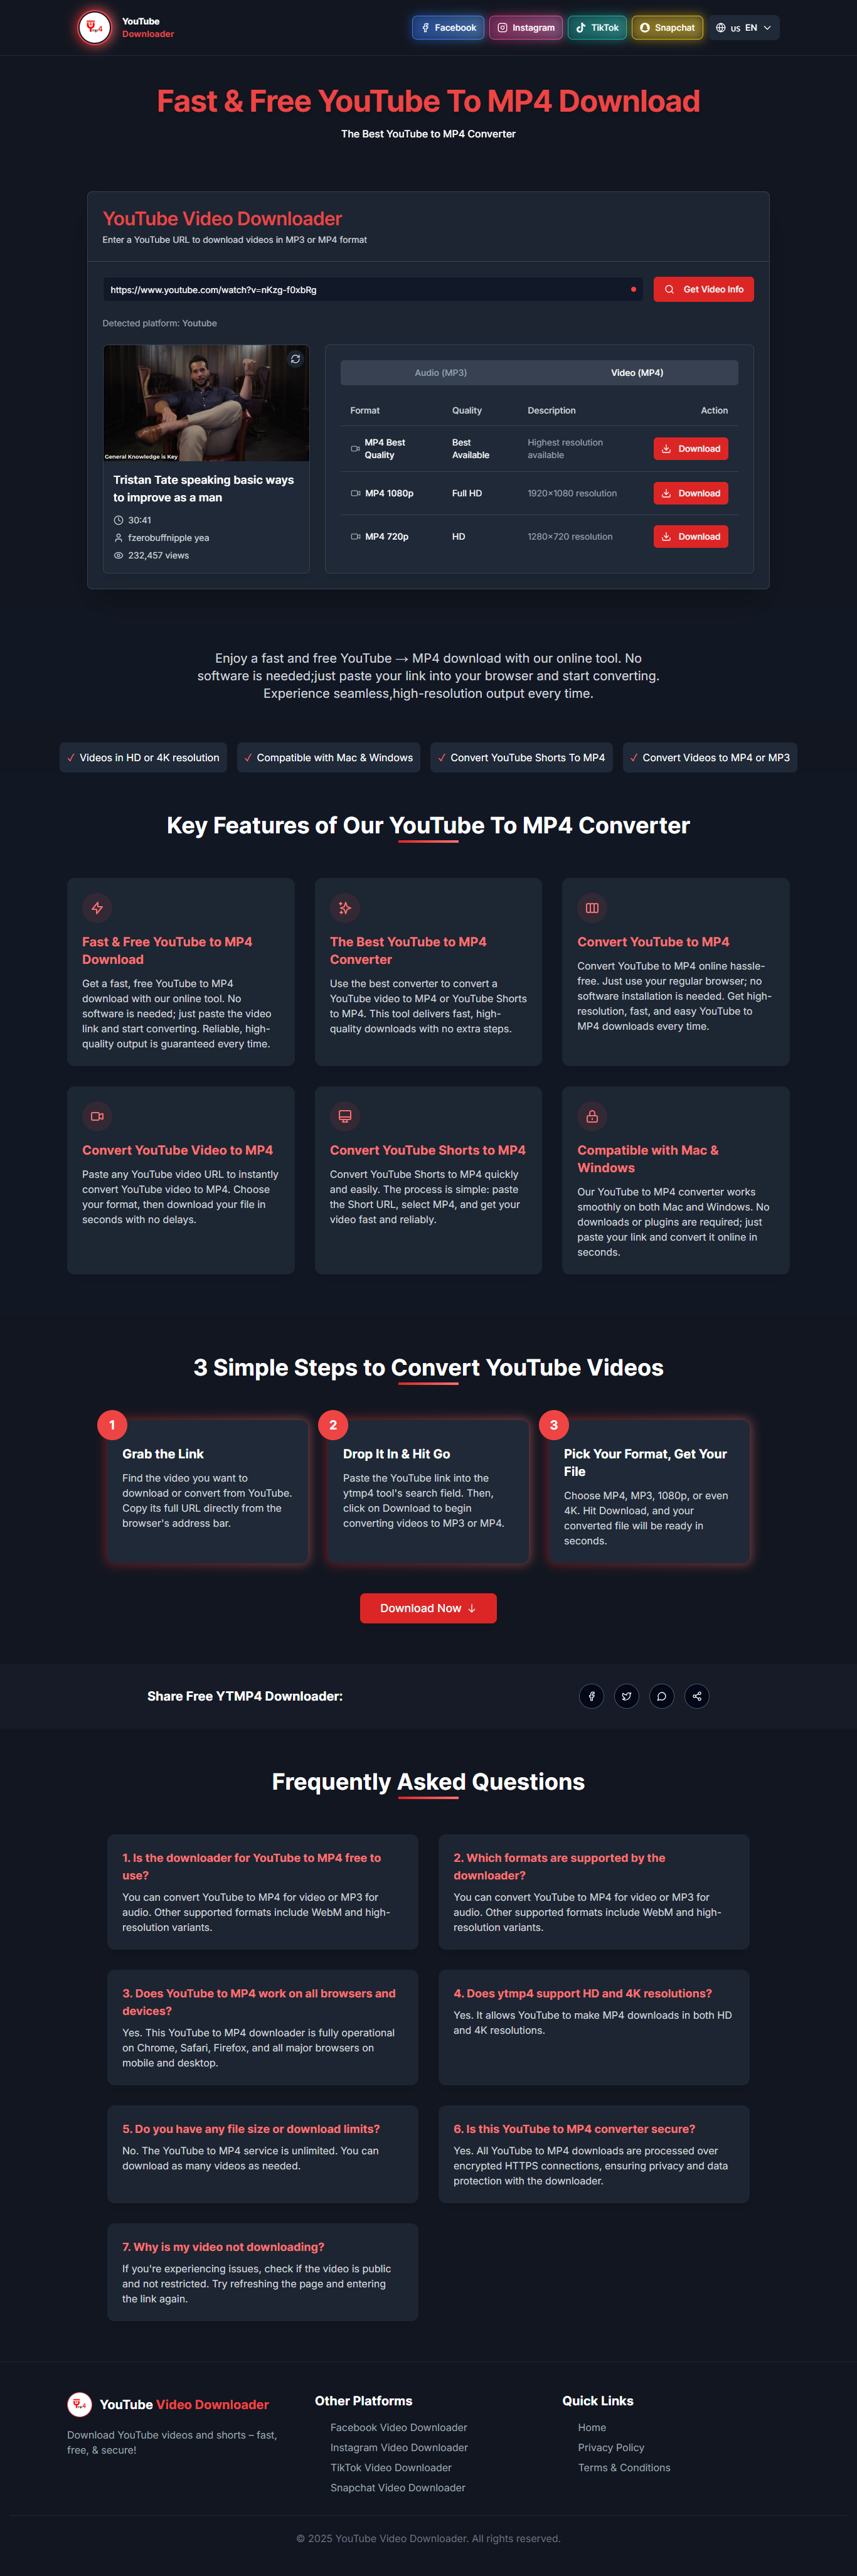 YouTube
Downloader
Facebook
Instagram
TikTok
Snapchat
US EN
Fast & Free YouTube To MP4 Download
The Best YouTube to MP4 Converter
YouTube Video Downloader
Enter a YouTube URL to download videos in MP3 or MP4 format
https://www.youtube.com/watch?v=nKzg-f0xbRg
Get Video Info
Detected platform: Youtube
General Knowledge is Key
Tristan Tate speaking basic ways
to improve as a man
30:41
fzerobuffnipple yea
232,457 views
Audio (MP3)
Video (MP4)
Format Quality Description Action
MP4 Best
Quality
Best
Available
Highest resolution
available
Download
MP4 1080p Full HD 1920×1080 resolution Download
MP4 720p HD 1280×720 resolution Download
Enjoy a fast and free YouTube → MP4 download with our online tool. No
software is needed;just paste your link into your browser and start converting.
Experience seamless,high-resolution output every time.
✓ Videos in HD or 4K resolution
✓ Compatible with Mac & Windows
✓ Convert YouTube Shorts To MP4
✓ Convert Videos to MP4 or MP3
Key Features of Our YouTube To MP4 Converter
Fast & Free YouTube to MP4
Download
Get a fast, free YouTube to MP4
download with our online tool. No
software is needed; just paste the video
link and start converting. Reliable, high-
quality output is guaranteed every time.
The Best YouTube to MP4
Converter
Use the best converter to convert a
YouTube video to MP4 or YouTube Shorts
to MP4. This tool delivers fast, high-
quality downloads with no extra steps.
Convert YouTube to MP4
Convert YouTube to MP4 online hassle-
free. Just use your regular browser; no
software installation is needed. Get high-
resolution, fast, and easy YouTube to
MP4 downloads every time.
Convert YouTube Video to MP4
Paste any YouTube video URL to instantly
convert YouTube video to MP4. Choose
your format, then download your file in
seconds with no delays.
Convert YouTube Shorts to MP4
Convert YouTube Shorts to MP4 quickly
and easily. The process is simple: paste
the Short URL, select MP4, and get your
video fast and reliably.
Compatible with Mac &
Windows
Our YouTube to MP4 converter works
smoothly on both Mac and Windows. No
downloads or plugins are required; just
paste your link and convert it online in
seconds.
3 Simple Steps to Convert YouTube Videos
1
Grab the Link
Find the video you want to
download or convert from YouTube.
Copy its full URL directly from the
browser's address bar.
2
Drop It In & Hit Go
Paste the YouTube link into the
ytmp4 tool's search field. Then,
click on Download to begin
converting videos to MP3 or MP4.
3
Pick Your Format, Get Your
File
Choose MP4, MP3, 1080p, or even
4K. Hit Download, and your
converted file will be ready in
seconds.
Download Now ↓
Share Free YTMP4 Downloader:
Frequently Asked Questions
1. Is the downloader for YouTube to MP4 free to
use?
You can convert YouTube to MP4 for video or MP3 for
audio. Other supported formats include WebM and high-
resolution variants.
2. Which formats are supported by the
downloader?
You can convert YouTube to MP4 for video or MP3 for
audio. Other supported formats include WebM and high-
resolution variants.
3. Does YouTube to MP4 work on all browsers and
devices?
Yes. This YouTube to MP4 downloader is fully operational
on Chrome, Safari, Firefox, and all major browsers on
mobile and desktop.
4. Does ytmp4 support HD and 4K resolutions?
Yes. It allows YouTube to make MP4 downloads in both HD
and 4K resolutions.
5. Do you have any file size or download limits?
No. The YouTube to MP4 service is unlimited. You can
download as many videos as needed.
6. Is this YouTube to MP4 converter secure?
Yes. All YouTube to MP4 downloads are processed over
encrypted HTTPS connections, ensuring privacy and data
protection with the downloader.
7. Why is my video not downloading?
If you're experiencing issues, check if the video is public
and not restricted. Try refreshing the page and entering
the link again.
YouTube Video Downloader
Download YouTube videos and shorts – fast,
free, & secure!
Other Platforms
Facebook Video Downloader
Instagram Video Downloader
TikTok Video Downloader
Snapchat Video Downloader
Quick Links
Home
Privacy Policy
Terms & Conditions
© 2025 YouTube Video Downloader. All rights reserved.